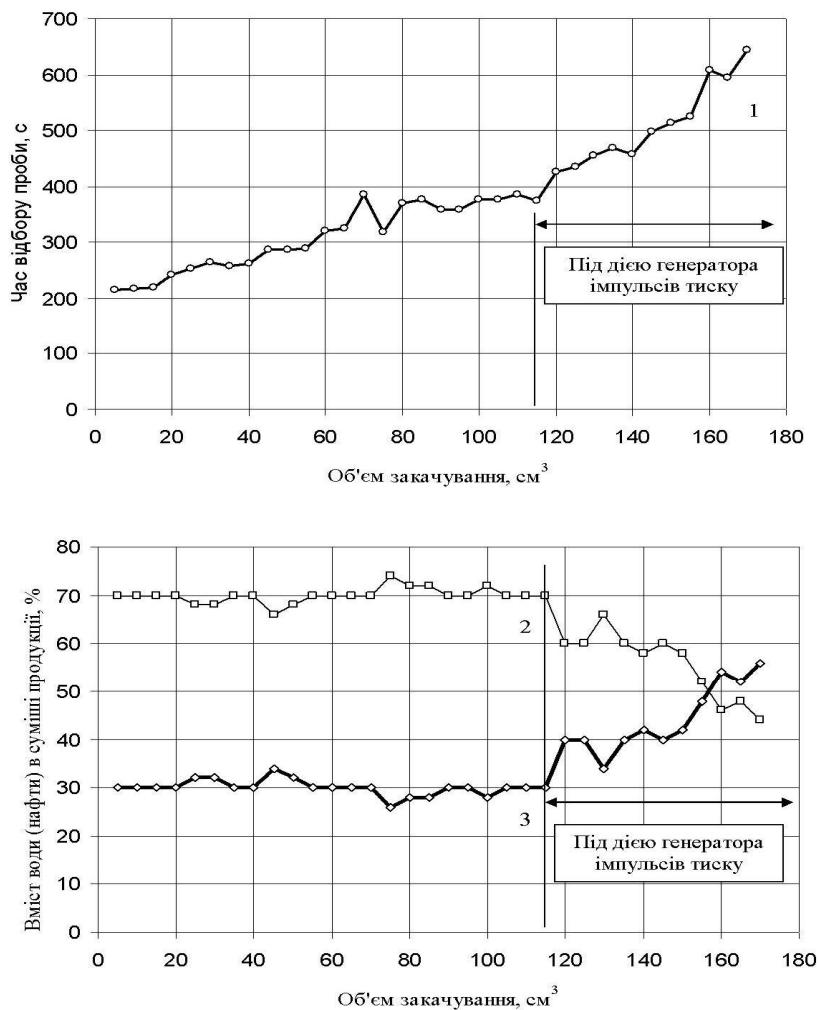 700
600
500
400
300
200
100
0
Час відбору проби, с
1
Під дією генератора
імпульсів тиску
0 20 40 60 80 100 120 140 160 180
Об'єм закачування, см³
80
70
60
50
40
30
20
10
0
Вміст води (нафти) в суміші продукції, %
2
3
Під дією генератора
імпульсів тиску
0 20 40 60 80 100 120 140 160 180
Об'єм закачування, см³